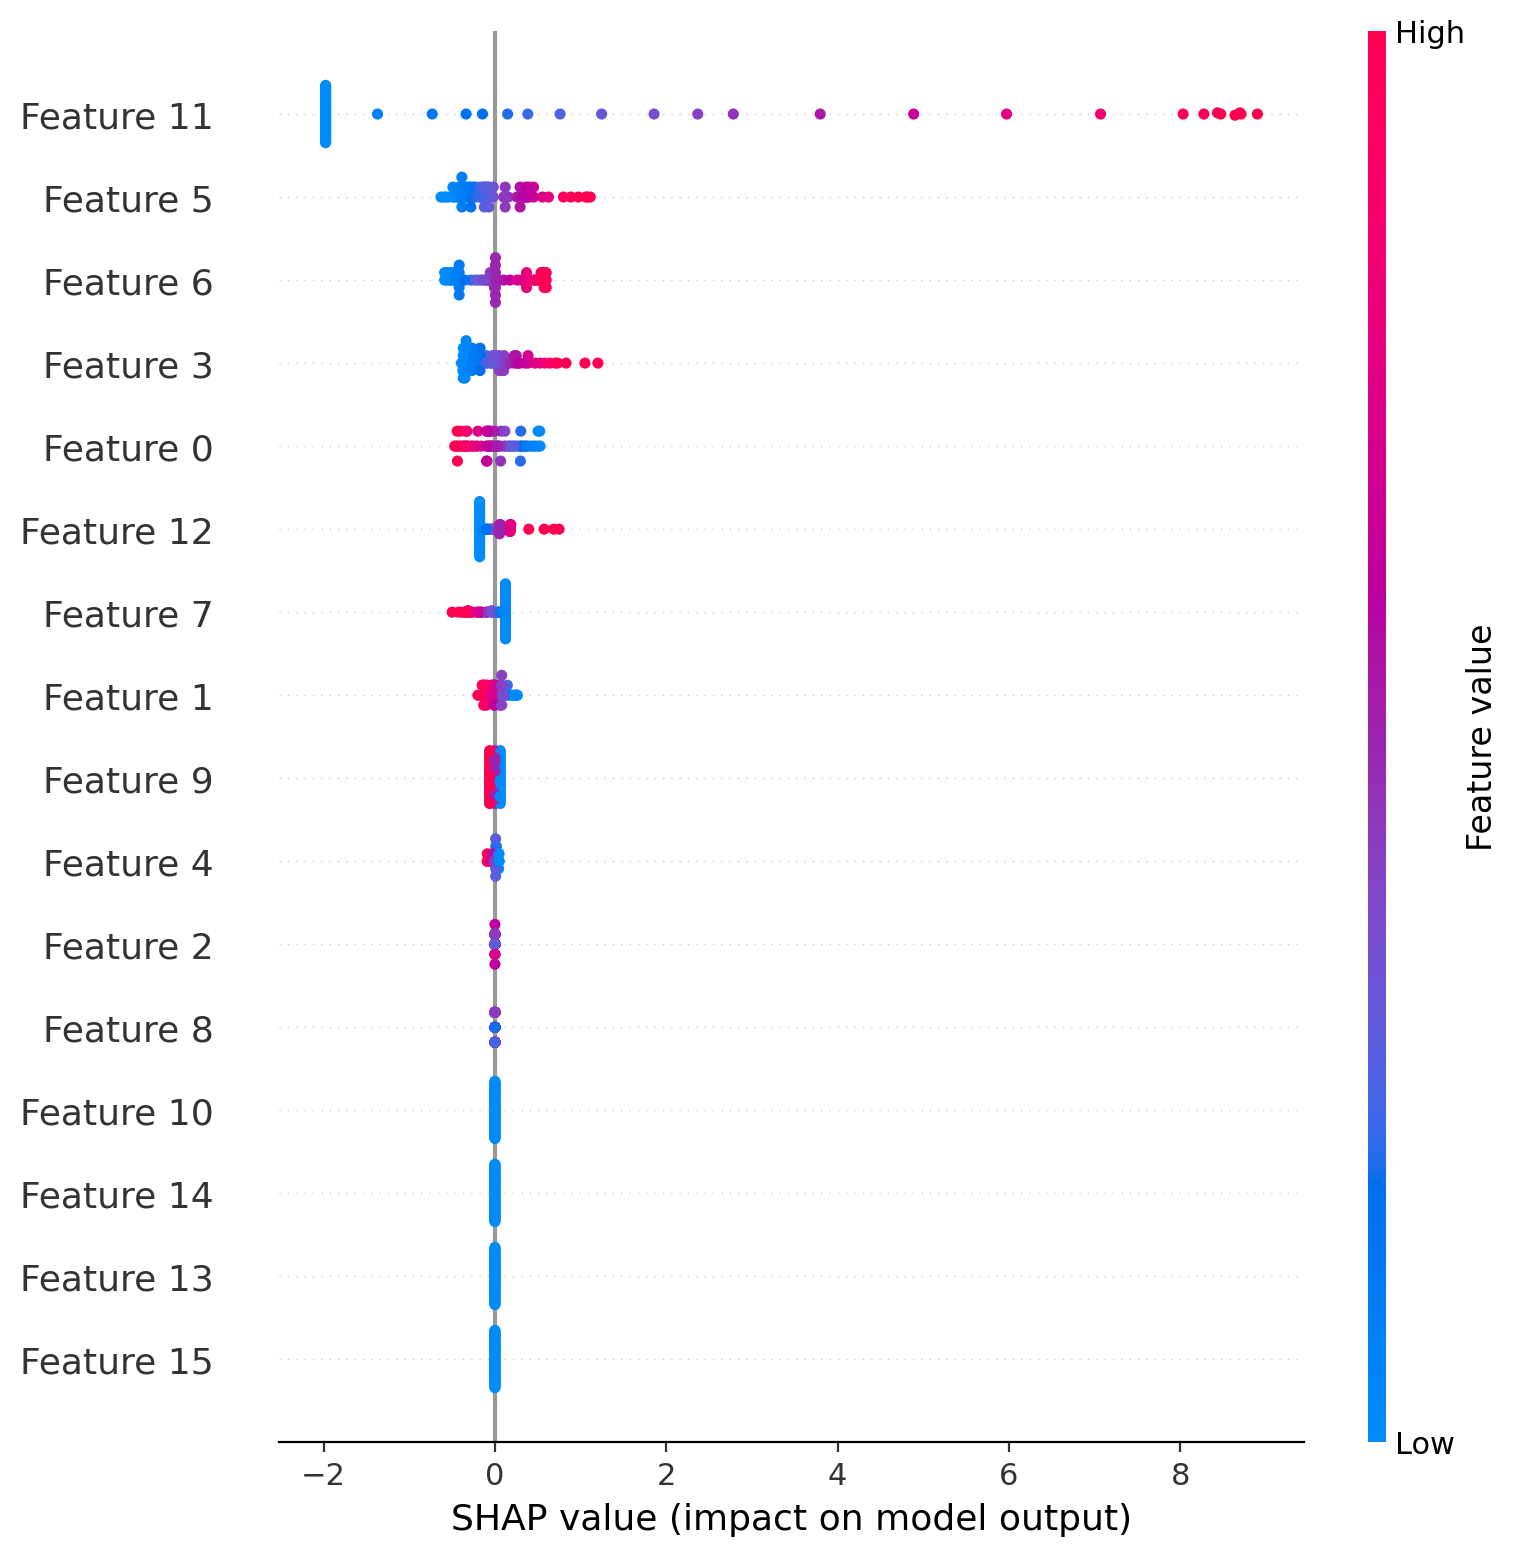 High
Feature 11
Feature 5
Feature 6
Feature 3
Feature 0
Feature 12
Feature 7
Feature 1
Feature 9
Feature 4
Feature 2
Feature 8
Feature 10
Feature 14
Feature 13
Feature 15
Feature value
Low
−2 0 2 4 6 8
SHAP value (impact on model output)